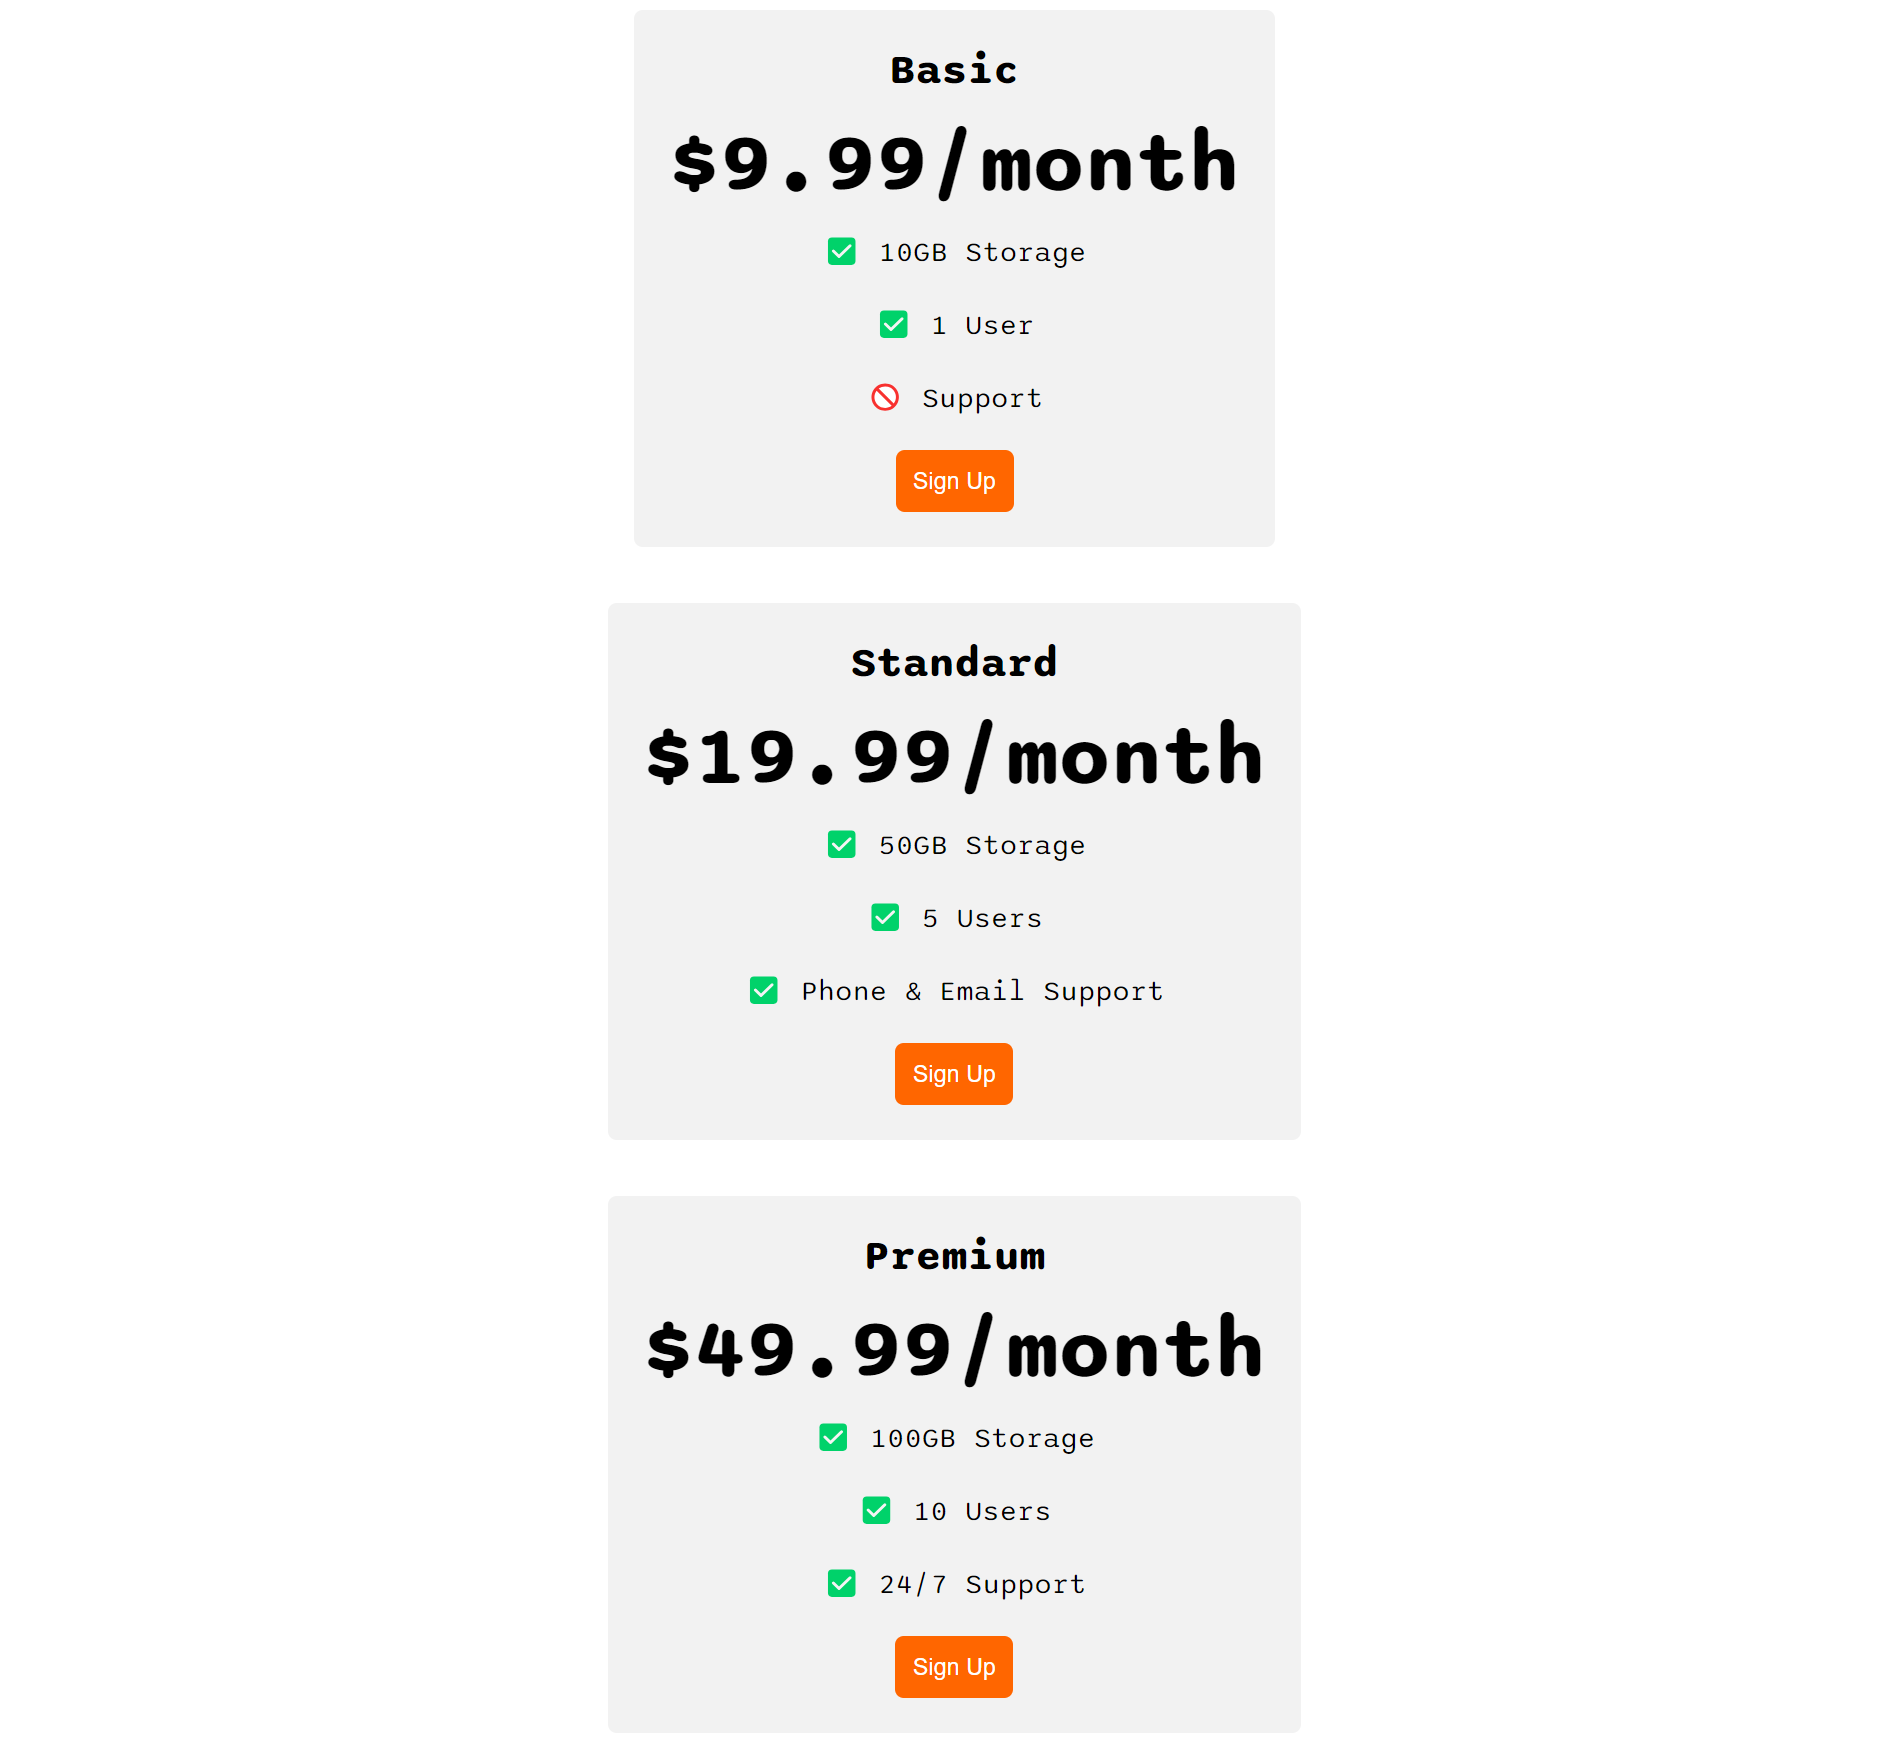 Basic
$9.99/month
10GB Storage
1 User
Support
Sign Up
Standard
$19.99/month
50GB Storage
5 Users
Phone & Email Support
Sign Up
Premium
$49.99/month
100GB Storage
10 Users
24/7 Support
Sign Up